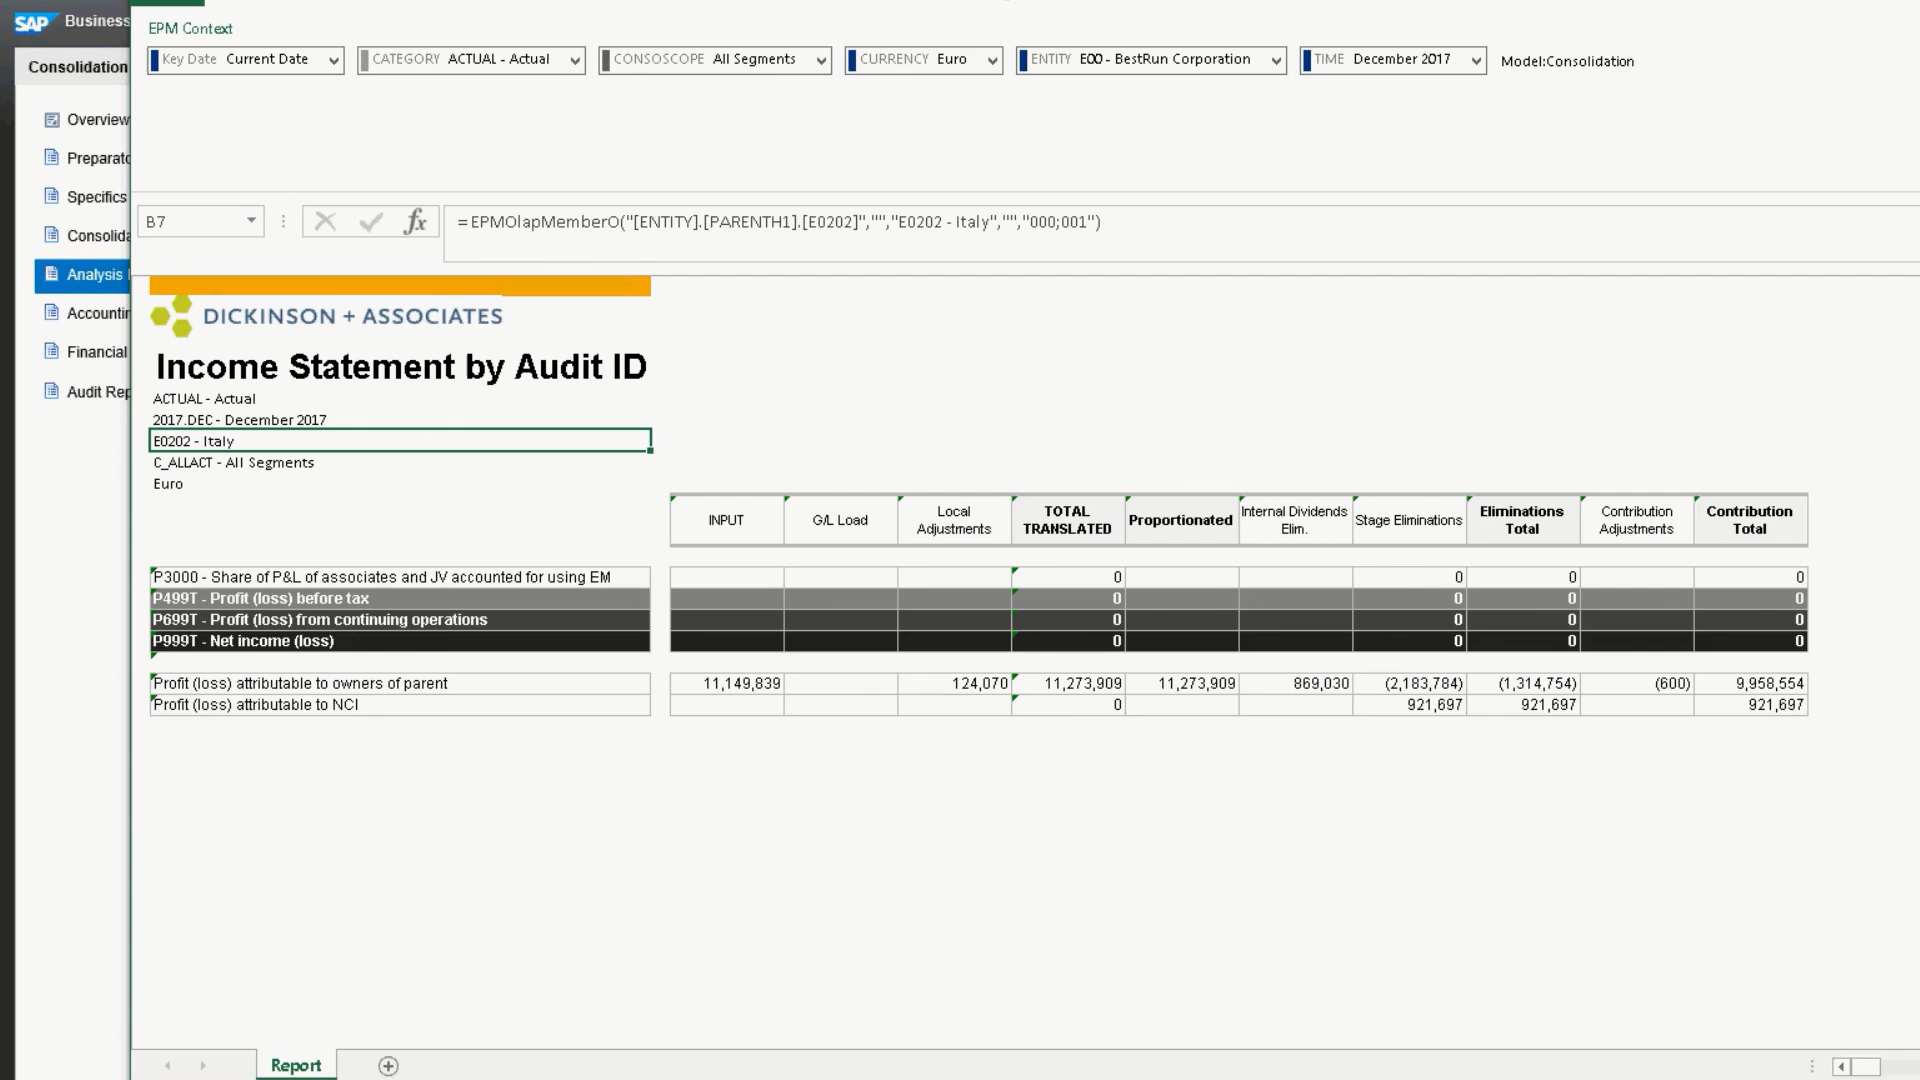 SAP Business
Consolidation
Overview
Preparato
Specifics
Consolida
Analysis
Accountin
Financial
Audit Rep
EPM Context
Key Date Current Date
CATEGORY ACTUAL - Actual
CONSOSCOPE All Segments
CURRENCY Euro
ENTITY E00 - BestRun Corporation
TIME December 2017
Model:Consolidation
B7
fx
=EPMOlapMemberO("[ENTITY].[PARENTH1].[E0202]","","E0202 - Italy","","000;001")
DICKINSON + ASSOCIATES
Income Statement by Audit ID
ACTUAL - Actual
2017.DEC - December 2017
E0202 - Italy
C_ALLACT - All Segments
Euro
INPUT
G/L Load
Local
Adjustments
TOTAL
TRANSLATED
Proportionated
Internal Dividends
Elim.
Stage Eliminations
Eliminations
Total
Contribution
Adjustments
Contribution
Total
P3000 - Share of P&L of associates and JV accounted for using EM 0 0 0 0
P499T - Profit (loss) before tax 0 0 0 0
P699T - Profit (loss) from continuing operations 0 0 0 0
P999T - Net income (loss) 0 0 0 0
Profit (loss) attributable to owners of parent 11,149,839 124,070 11,273,909 11,273,909 869,030 (2,183,784) (1,314,754) (600) 9,958,554
Profit (loss) attributable to NCI 0 921,697 921,697 921,697
Report